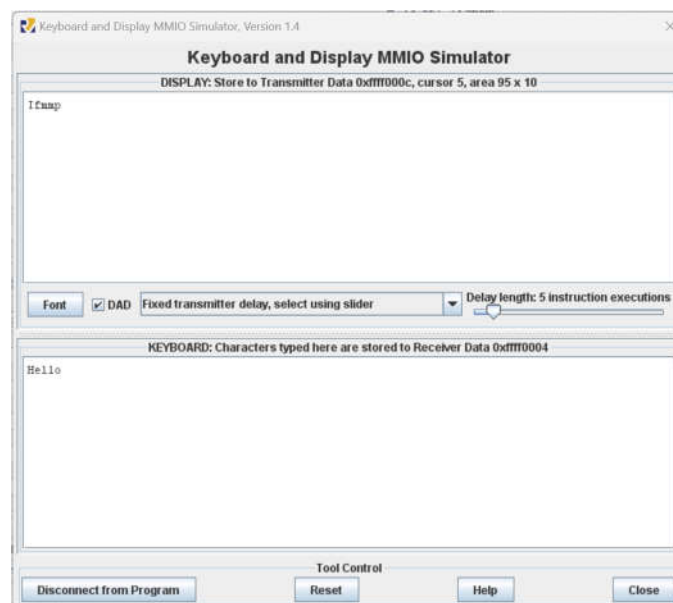 Keyboard and Display MMIO Simulator, Version 1.4
Keyboard and Display MMIO Simulator
DISPLAY: Store to Transmitter Data 0xffff000c, cursor 5, area 95 x 10
Ifmmp
Font DAD Fixed transmitter delay, select using slider Delay length: 5 instruction executions
KEYBOARD: Characters typed here are stored to Receiver Data 0xffff0004
Hello
Tool Control
Disconnect from Program Reset Help Close